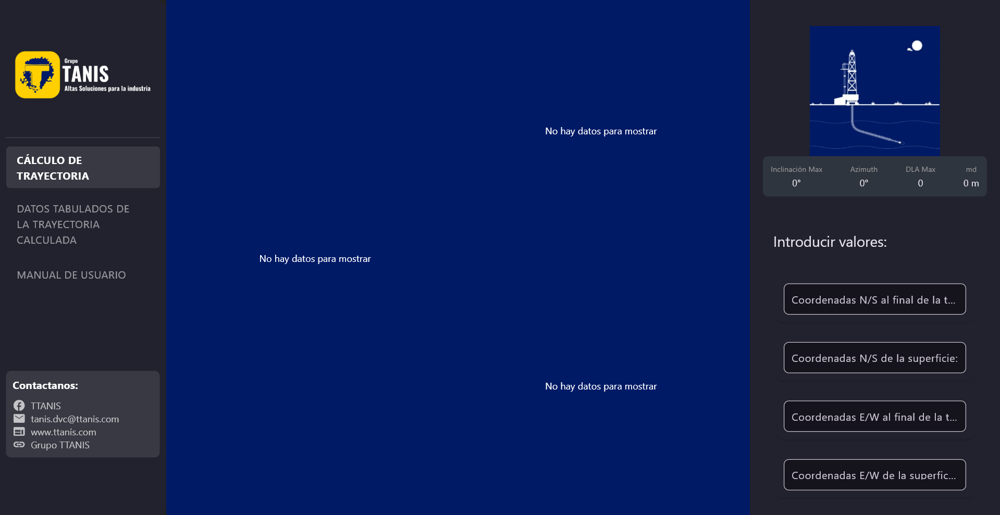 Grupo
TANIS
Altas Soluciones para la industria
CÁLCULO DE
TRAYECTORIA
DATOS TABULADOS DE
LA TRAYECTORIA
CALCULADA
MANUAL DE USUARIO
Contactanos:
TTANIS
tanis.dvc@ttanis.com
www.ttanis.com
Grupo TTANIS
No hay datos para mostrar
No hay datos para mostrar
No hay datos para mostrar
Inclinación Max
0°
Azimuth
0°
DLA Max
0
md
0 m
Introducir valores:
Coordenadas N/S al final de la t...
Coordenadas N/S de la superficie:
Coordenadas E/W al final de la t...
Coordenadas E/W de la superfic...